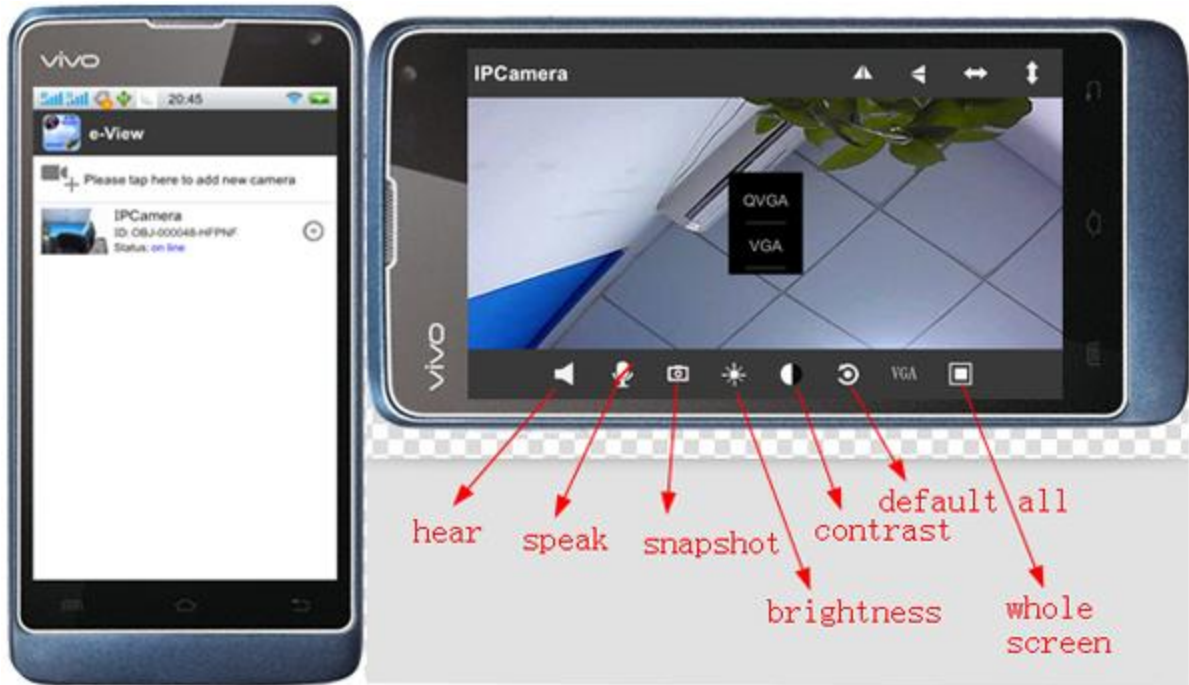 vivo
20:45
e-View
Please tap here to add new camera
IPCamera
ID: OBJ-000048-HFPNF
Status: on line
vivo
IPCamera
QVGA
VGA
VGA
hear
speak
snapshot
brightness
contrast
default all
whole
screen